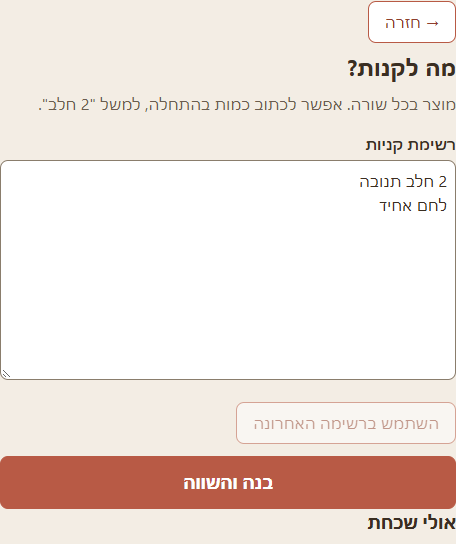 → חזרה
מה לקנות?
מוצר בכל שורה. אפשר לכתוב כמות בהתחלה, למשל "2 חלב".
רשימת קניות
2 חלב תנובה
לחם אחיד
השתמש ברשימה האחרונה
בנה והשווה
אולי שכחת